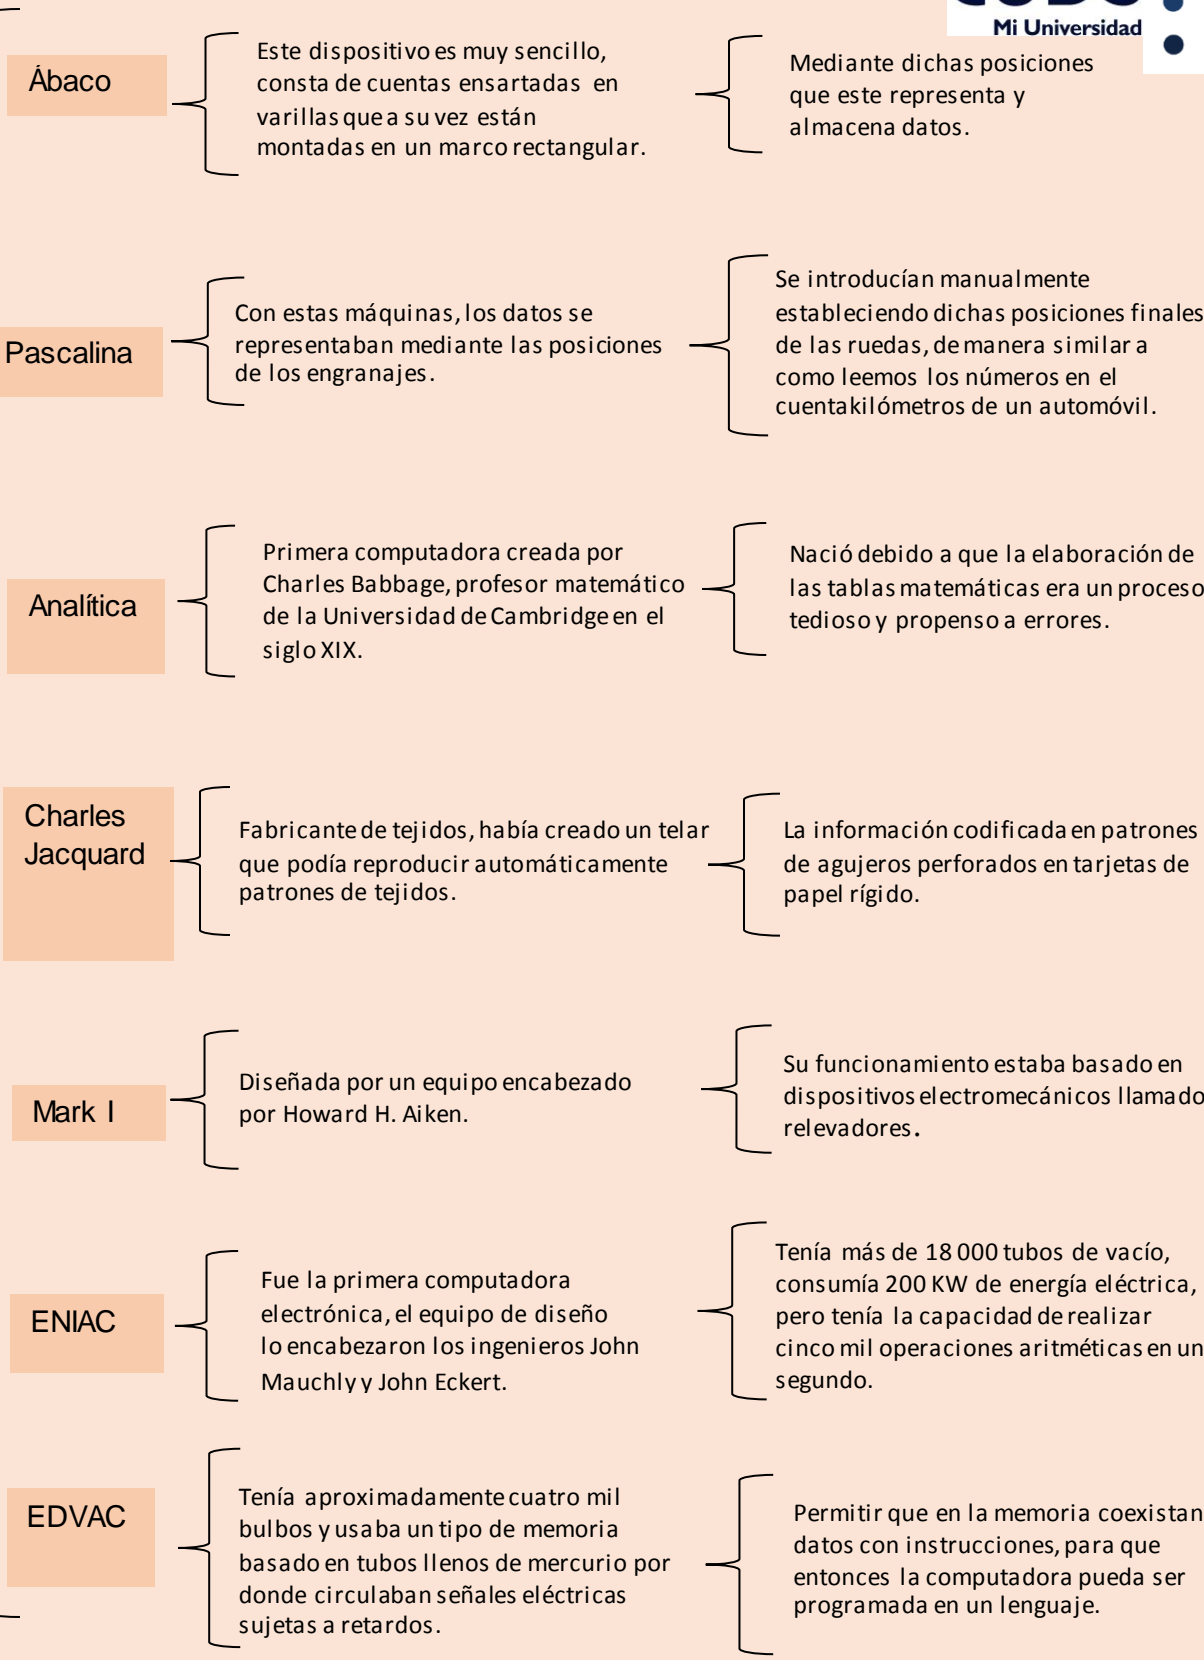 Mi Universidad
Ábaco
Este dispositivo es muy sencillo,
consta de cuentas ensartadas en
varillas que a su vez están
montadas en un marco rectangular.
Mediante dichas posiciones
que este representa y
almacena datos.
Pascalina
Con estas máquinas, los datos se
representaban mediante las posiciones
de los engranajes.
Se introducían manualmente
estableciendo dichas posiciones finales
de las ruedas, de manera similar a
como leemos los números en el
cuentakilómetros de un automóvil.
Analítica
Primera computadora creada por
Charles Babbage, profesor matemático
de la Universidad de Cambridge en el
siglo XIX.
Nació debido a que la elaboración de
las tablas matemáticas era un proceso
tedioso y propenso a errores.
Charles
Jacquard
Fabricante de tejidos, había creado un telar
que podía reproducir automáticamente
patrones de tejidos.
La información codificada en patrones
de agujeros perforados en tarjetas de
papel rígido.
Mark I
Diseñada por un equipo encabezado
por Howard H. Aiken.
Su funcionamiento estaba basado en
dispositivos electromecánicos llamado
relevadores.
ENIAC
Fue la primera computadora
electrónica, el equipo de diseño
lo encabezaron los ingenieros John
Mauchly y John Eckert.
Tenía más de 18 000 tubos de vacío,
consumía 200 KW de energía eléctrica,
pero tenía la capacidad de realizar
cinco mil operaciones aritméticas en un
segundo.
EDVAC
Tenía aproximadamente cuatro mil
bulbos y usaba un tipo de memoria
basado en tubos llenos de mercurio por
donde circulaban señales eléctricas
sujetas a retardos.
Permitir que en la memoria coexistan
datos con instrucciones, para que
entonces la computadora pueda ser
programada en un lenguaje.